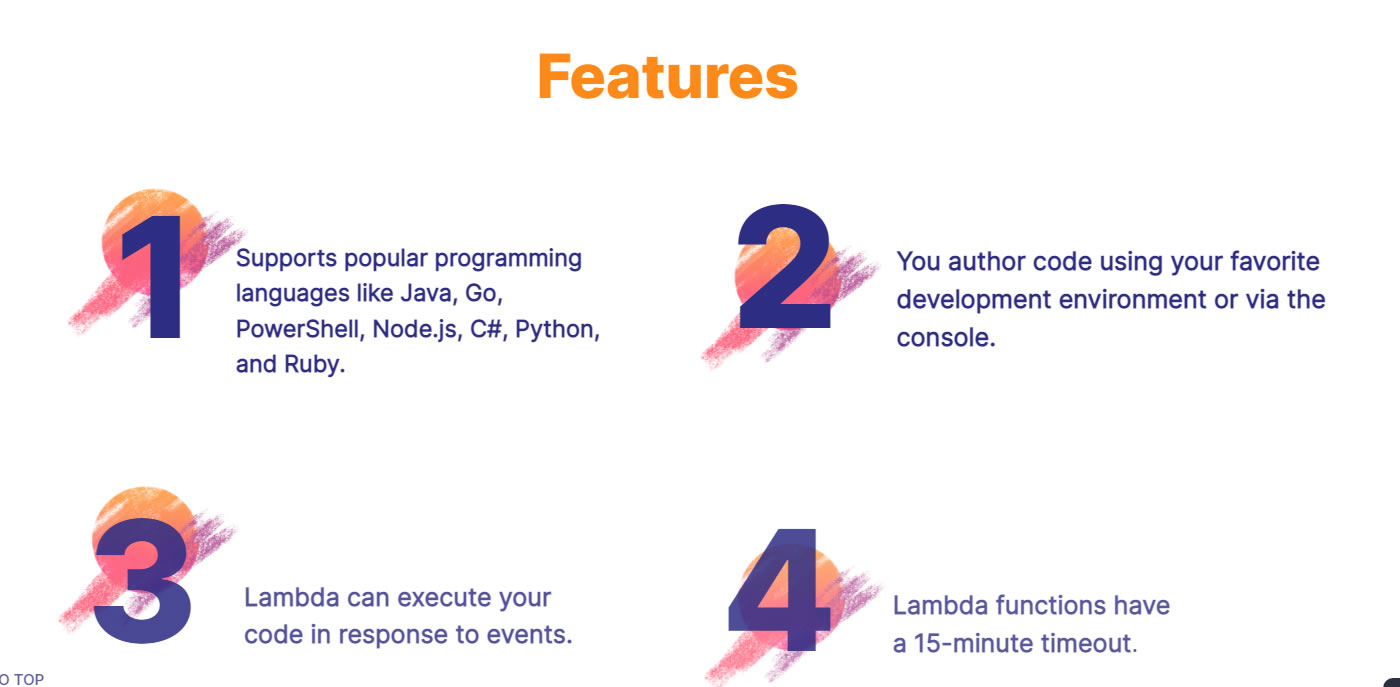 Features
1
Supports popular programming
languages like Java, Go,
PowerShell, Node.js, C#, Python,
and Ruby.
2
You author code using your favorite
development environment or via the
console.
3
Lambda can execute your
code in response to events.
4
Lambda functions have
a 15-minute timeout.
O TOP